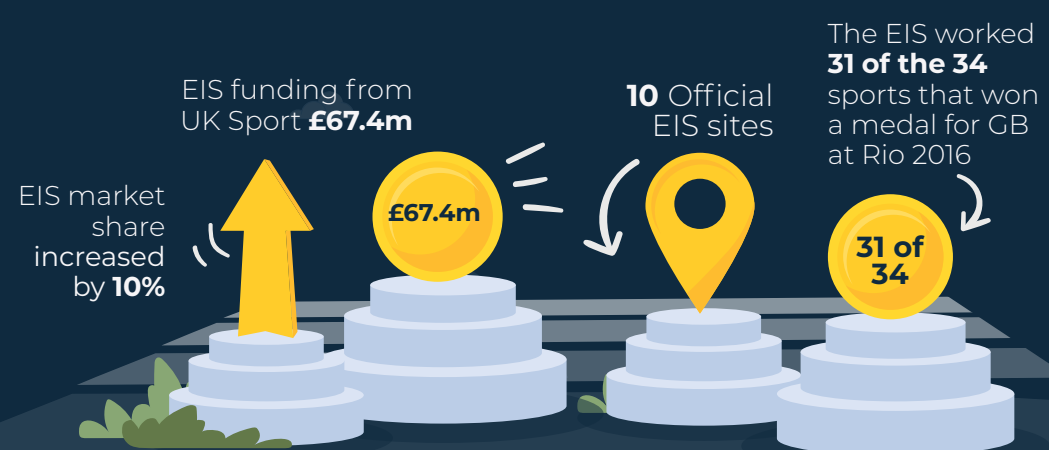 EIS market
share
increased
by 10%
EIS funding from
UK Sport £67.4m
£67.4m
10 Official
EIS sites
The EIS worked
31 of the 34
sports that won
a medal for GB
at Rio 2016
31 of
34